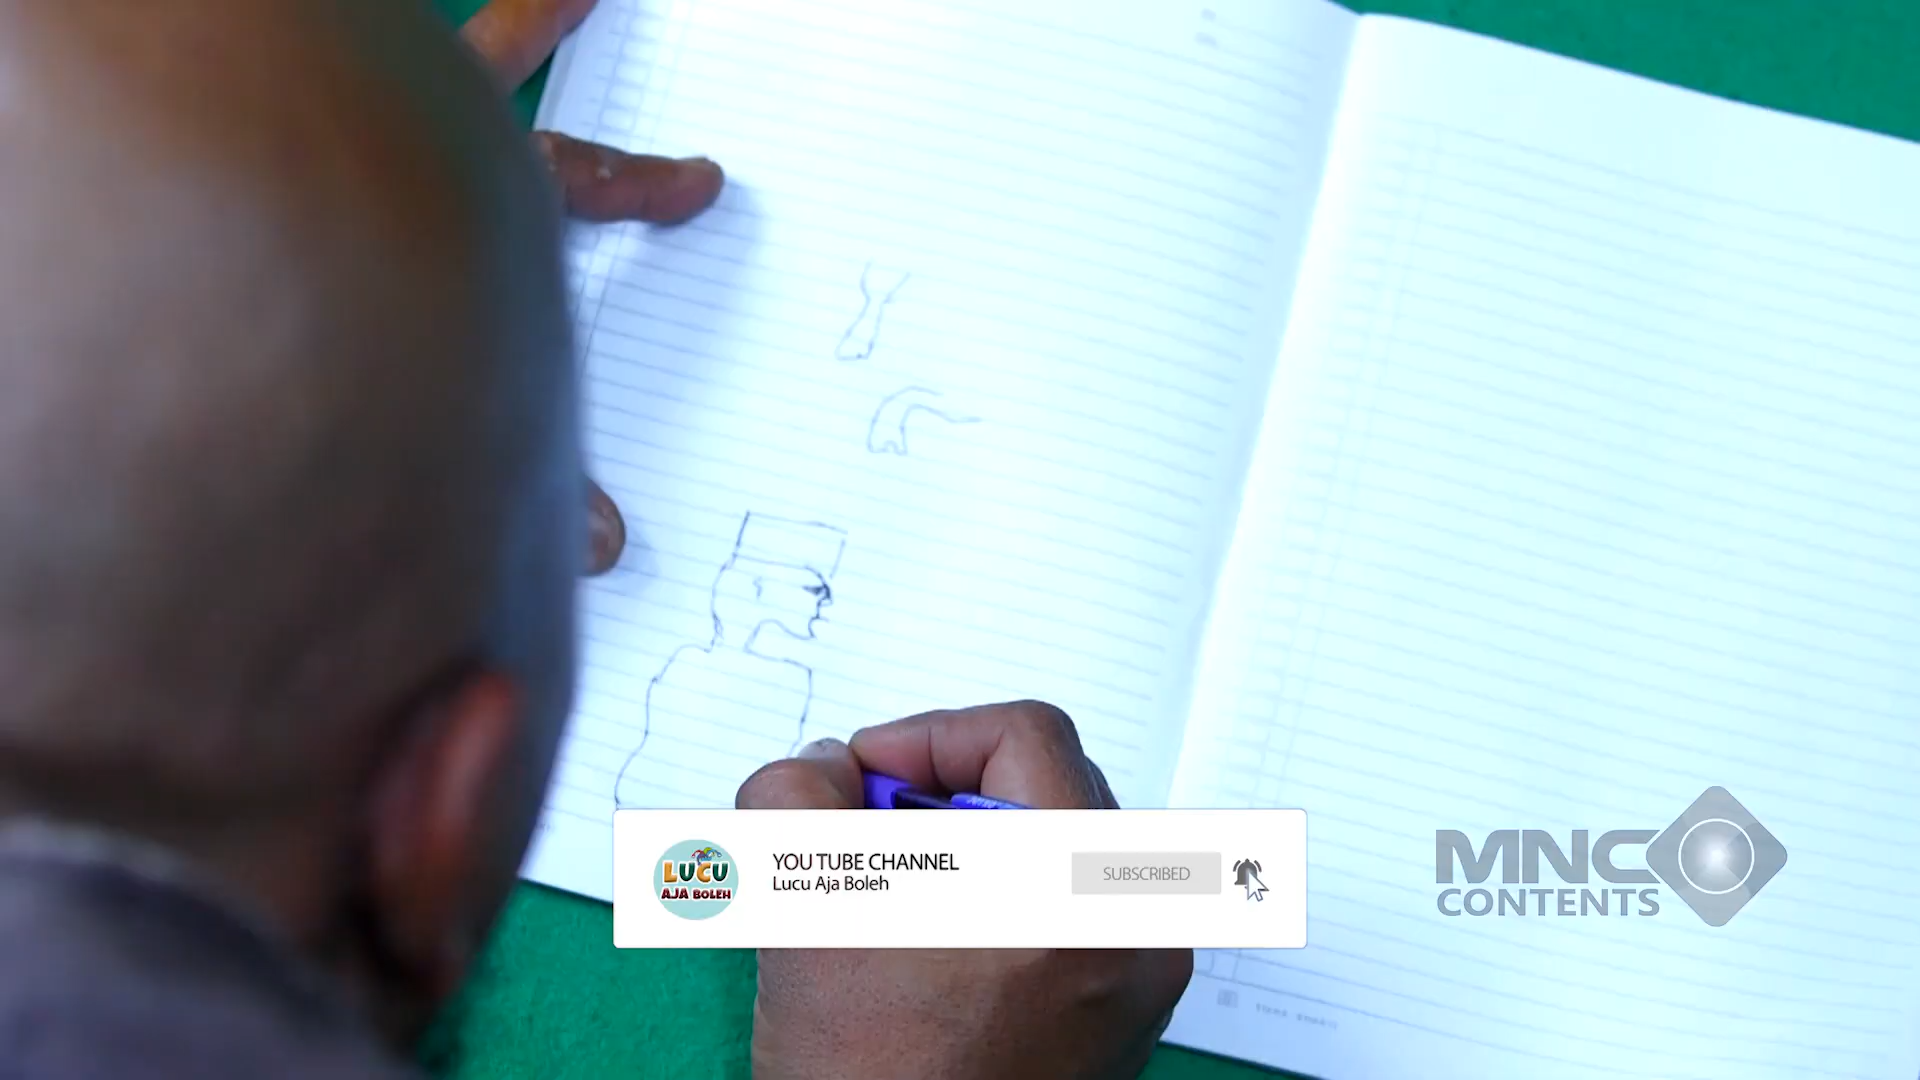 LUCU
AJA BOLEH
YOU TUBE CHANNEL
Lucu Aja Boleh
SUBSCRIBED
MNC
CONTENTS